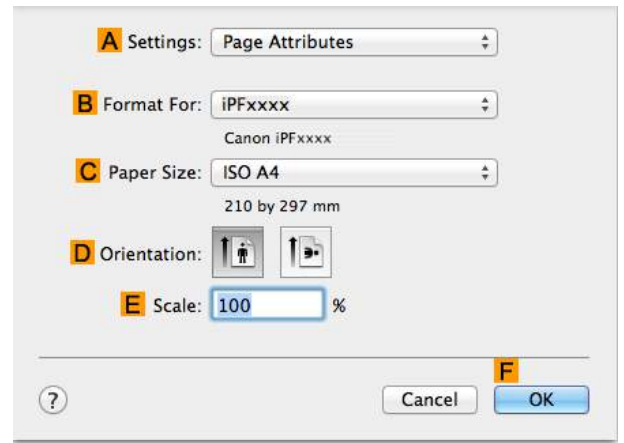 A Settings: Page Attributes
B Format For: iPFxxxx
Canon iPFxxxx
C Paper Size: ISO A4
210 by 297 mm
D Orientation:
E Scale: 100 %
F
? Cancel OK